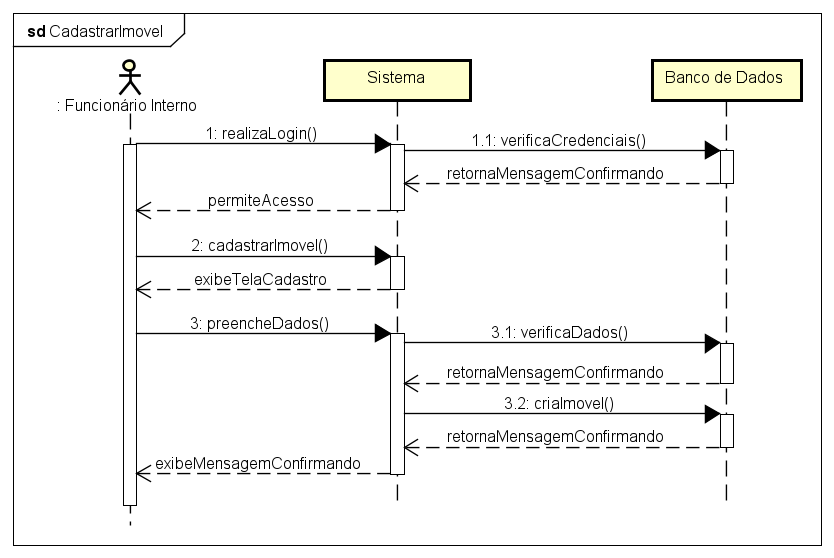 sd CadastrarImovel
: Funcionário Interno
Sistema
Banco de Dados
1: realizaLogin()
1.1: verificaCredenciais()
retornaMensagemConfirmando
permiteAcesso
2: cadastrarImovel()
exibeTelaCadastro
3: preencheDados()
3.1: verificaDados()
retornaMensagemConfirmando
3.2: criaImovel()
retornaMensagemConfirmando
exibeMensagemConfirmando